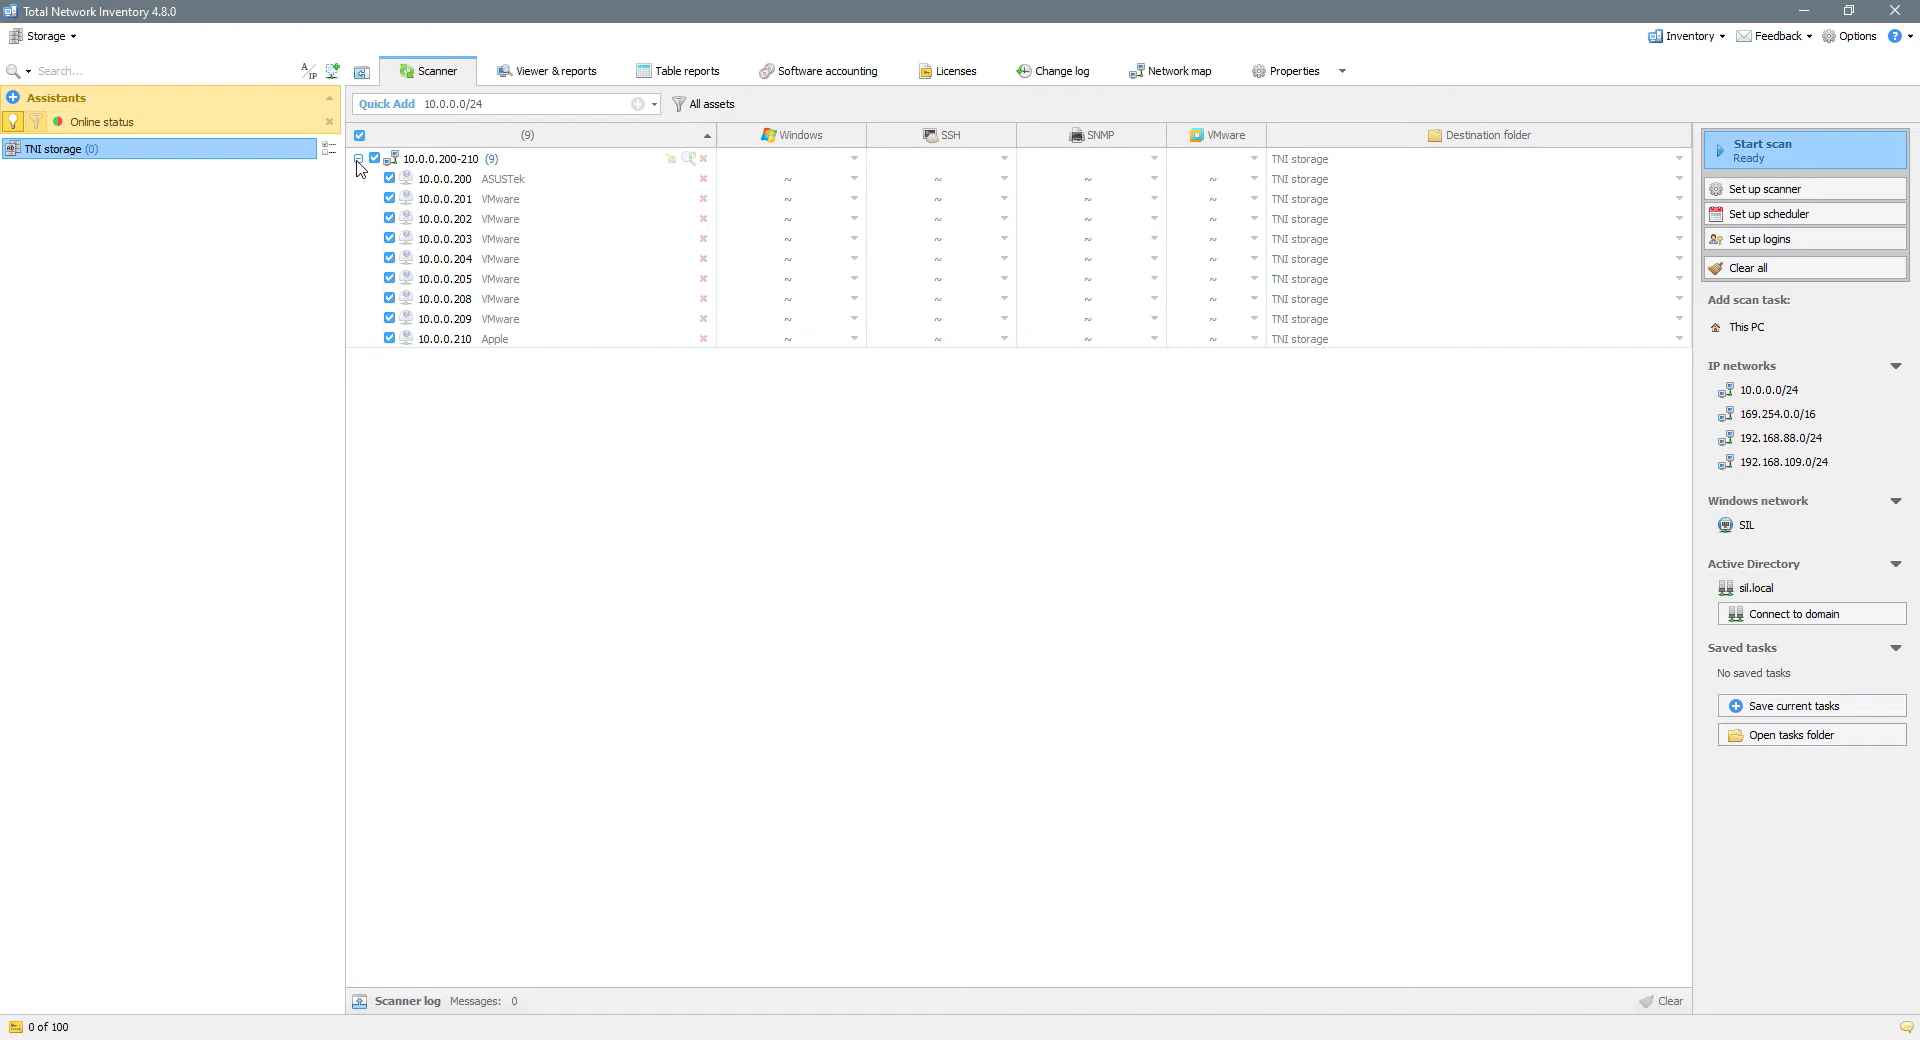 Total Network Inventory 4.8.0
Storage
Inventory Feedback Options
Search...
A/IP
Scanner Viewer & reports Table reports Software accounting Licenses Change log Network map Properties
Assistants
Online status
TNI storage (0)
Quick Add 10.0.0.0/24 All assets
(9) Windows SSH SNMP VMware Destination folder
10.0.0.200-210 (9) TNI storage
10.0.0.200 ASUSTek ~ ~ ~ ~ TNI storage
10.0.0.201 VMware ~ ~ ~ ~ TNI storage
10.0.0.202 VMware ~ ~ ~ ~ TNI storage
10.0.0.203 VMware ~ ~ ~ ~ TNI storage
10.0.0.204 VMware ~ ~ ~ ~ TNI storage
10.0.0.205 VMware ~ ~ ~ ~ TNI storage
10.0.0.208 VMware ~ ~ ~ ~ TNI storage
10.0.0.209 VMware ~ ~ ~ ~ TNI storage
10.0.0.210 Apple ~ ~ ~ ~ TNI storage
Start scan
Ready
Set up scanner
Set up scheduler
Set up logins
Clear all
Add scan task:
This PC
IP networks
10.0.0.0/24
169.254.0.0/16
192.168.88.0/24
192.168.109.0/24
Windows network
SIL
Active Directory
sil.local
Connect to domain
Saved tasks
No saved tasks
Save current tasks
Open tasks folder
Scanner log Messages: 0 Clear
0 of 100